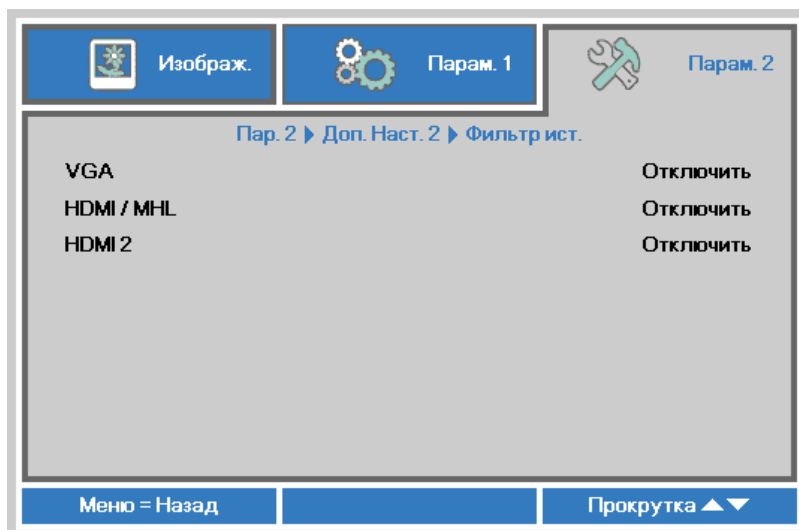 Изображ.
Парам. 1
Парам. 2
Пар. 2 ▶ Доп. Наст. 2 ▶ Фильтр ист.
VGA Отключить
HDMI / MHL Отключить
HDMI 2 Отключить
Меню = Назад
Прокрутка ▲▼